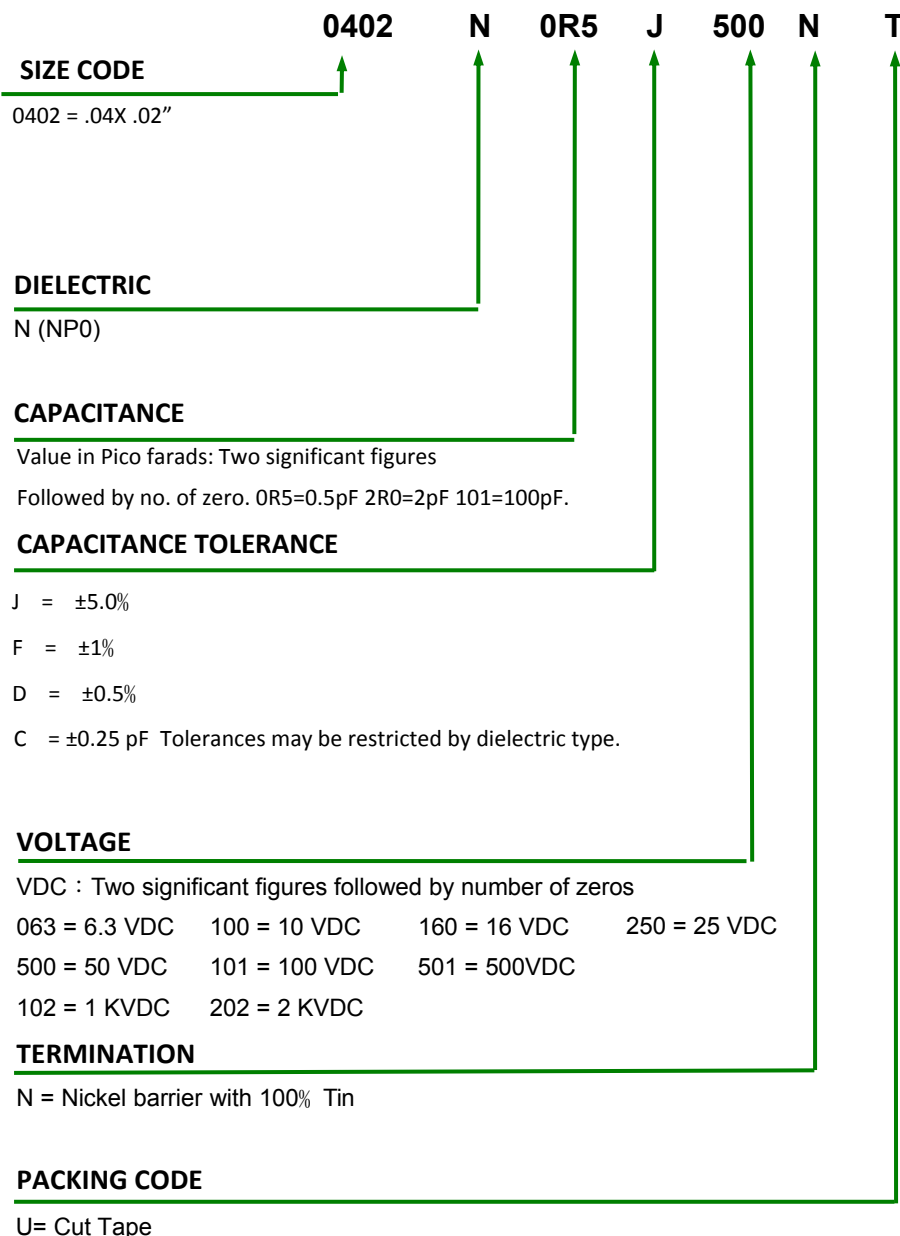 0402 N 0R5 J 500 N T
SIZE CODE
0402 = .04X .02”
DIELECTRIC
N (NP0)
CAPACITANCE
Value in Pico farads: Two significant figures
Followed by no. of zero. 0R5=0.5pF 2R0=2pF 101=100pF.
CAPACITANCE TOLERANCE
J = ±5.0%
F = ±1%
D = ±0.5%
C = ±0.25 pF Tolerances may be restricted by dielectric type.
VOLTAGE
VDC：Two significant figures followed by number of zeros
063 = 6.3 VDC 100 = 10 VDC 160 = 16 VDC 250 = 25 VDC
500 = 50 VDC 101 = 100 VDC 501 = 500VDC
102 = 1 KVDC 202 = 2 KVDC
TERMINATION
N = Nickel barrier with 100% Tin
PACKING CODE
U= Cut Tape